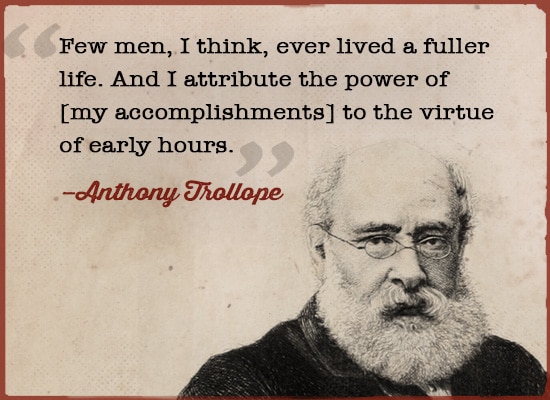 “Few men, I think, ever lived a fuller
life. And I attribute the power of
[my accomplishments] to the virtue
of early hours.”
—Anthony Trollope